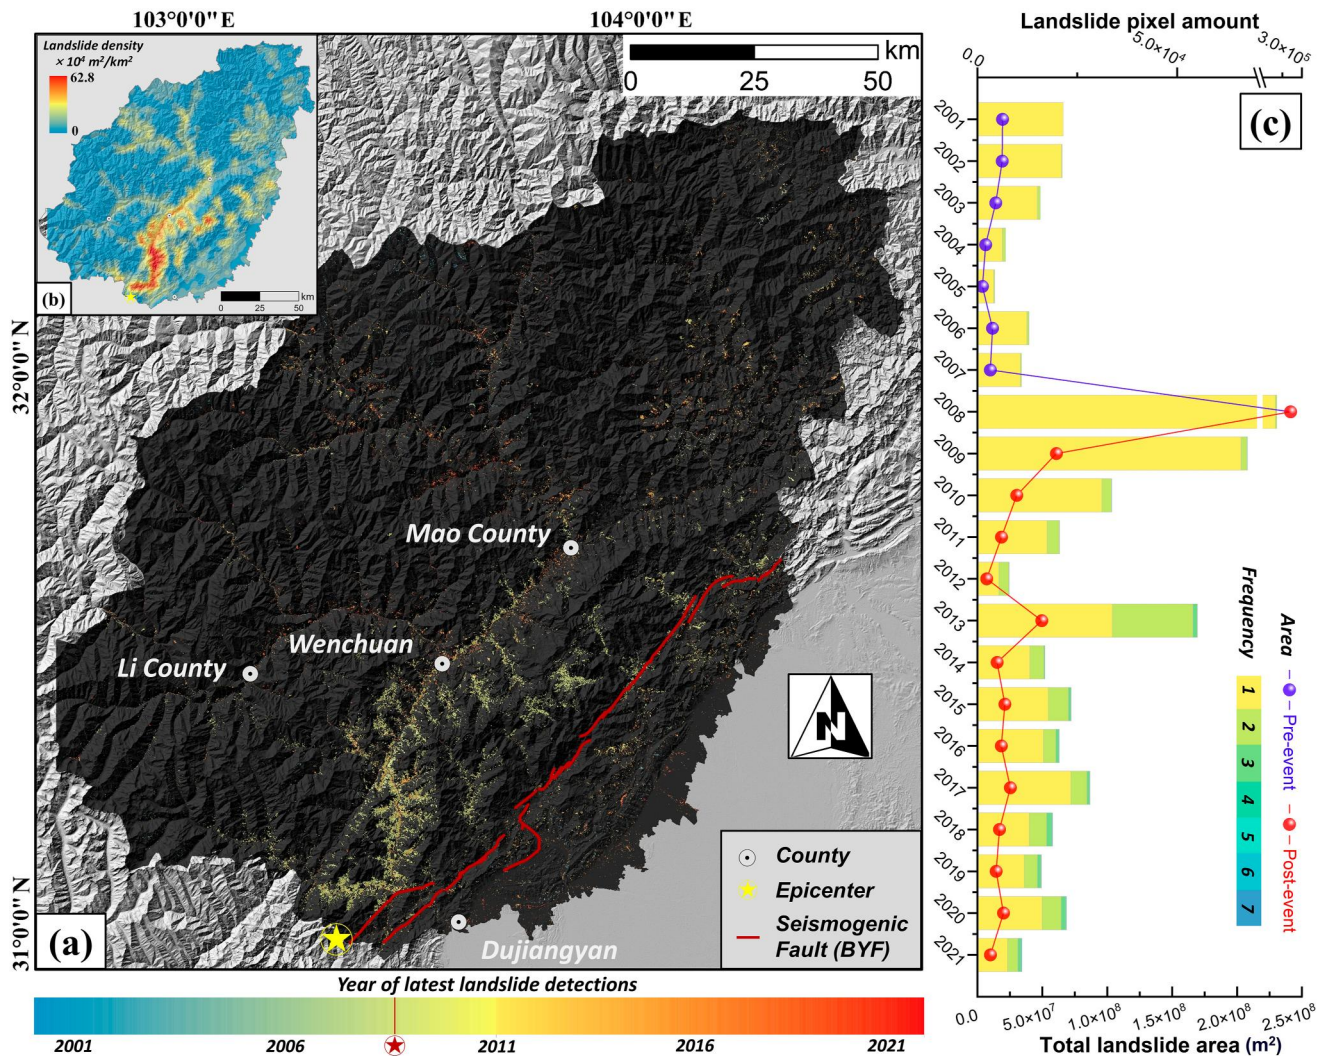 103°0'0" E
104°0'0" E
32°0'0" N
31°0'0" N
Landslide density
× 10⁴ m²/km²
62.8
0
(b)
km
0 25 50
km
0 25 50
Mao County
Wenchuan
Li County
Dujiangyan
N
County
Epicenter
Seismogenic
Fault (BYF)
(a)
Year of latest landslide detections
2001 2006 2011 2016 2021
Landslide pixel amount
0.0 5.0×10⁴ 3.0×10⁵
(c)
2001
2002
2003
2004
2005
2006
2007
2008
2009
2010
2011
2012
2013
2014
2015
2016
2017
2018
2019
2020
2021
Area Pre-event Post-event
Frequency
1
2
3
4
5
6
7
0.0 5.0×10⁷ 1.0×10⁸ 1.5×10⁸ 2.0×10⁸ 2.5×10⁸
Total landslide area (m²)